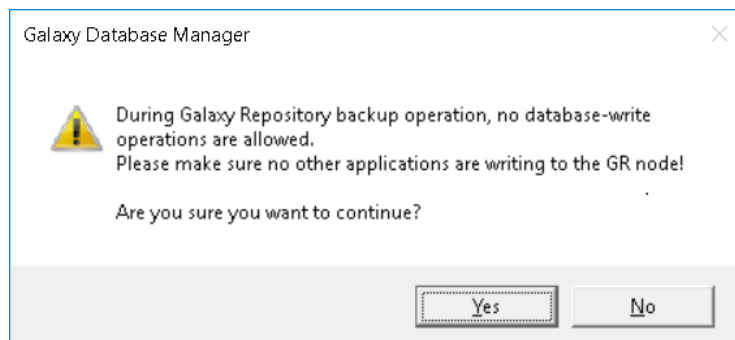 Galaxy Database Manager
During Galaxy Repository backup operation, no database-write
operations are allowed.
Please make sure no other applications are writing to the GR node!
Are you sure you want to continue?
Yes
No